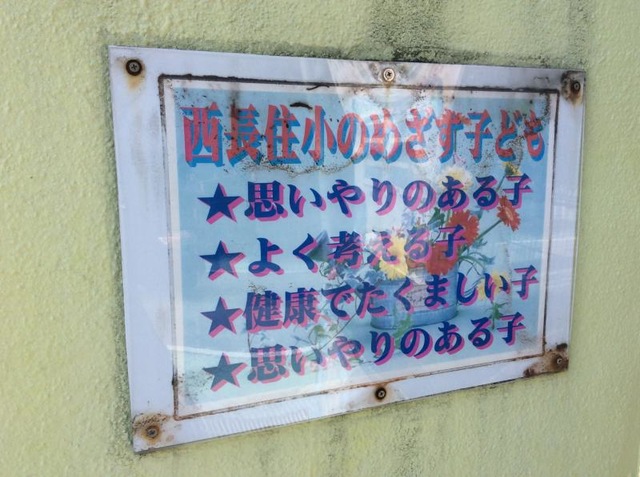 西長住小のめざす子ども
★思いやりのある子
★よく考える子
★健康でたくましい子
★思いやりのある子